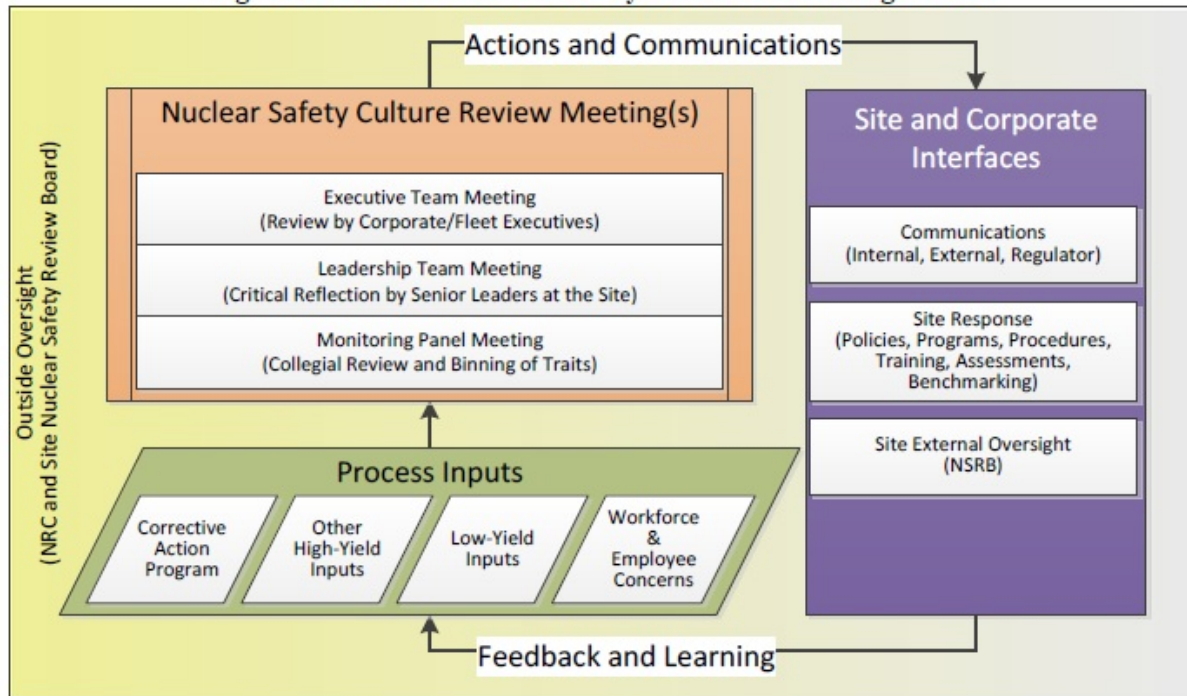 Actions and Communications
Nuclear Safety Culture Review Meeting(s)
Executive Team Meeting
(Review by Corporate/Fleet Executives)
Leadership Team Meeting
(Critical Reflection by Senior Leaders at the Site)
Monitoring Panel Meeting
(Collegial Review and Binning of Traits)
Site and Corporate
Interfaces
Communications
(Internal, External, Regulator)
Site Response
(Policies, Programs, Procedures,
Training, Assessments,
Benchmarking)
Site External Oversight
(NSRB)
Outside Oversight
(NRC and Site Nuclear Safety Review Board)
Process Inputs
Corrective
Action
Program
Other
High-Yield
Inputs
Low-Yield
Inputs
Workforce
&
Employee
Concerns
Feedback and Learning